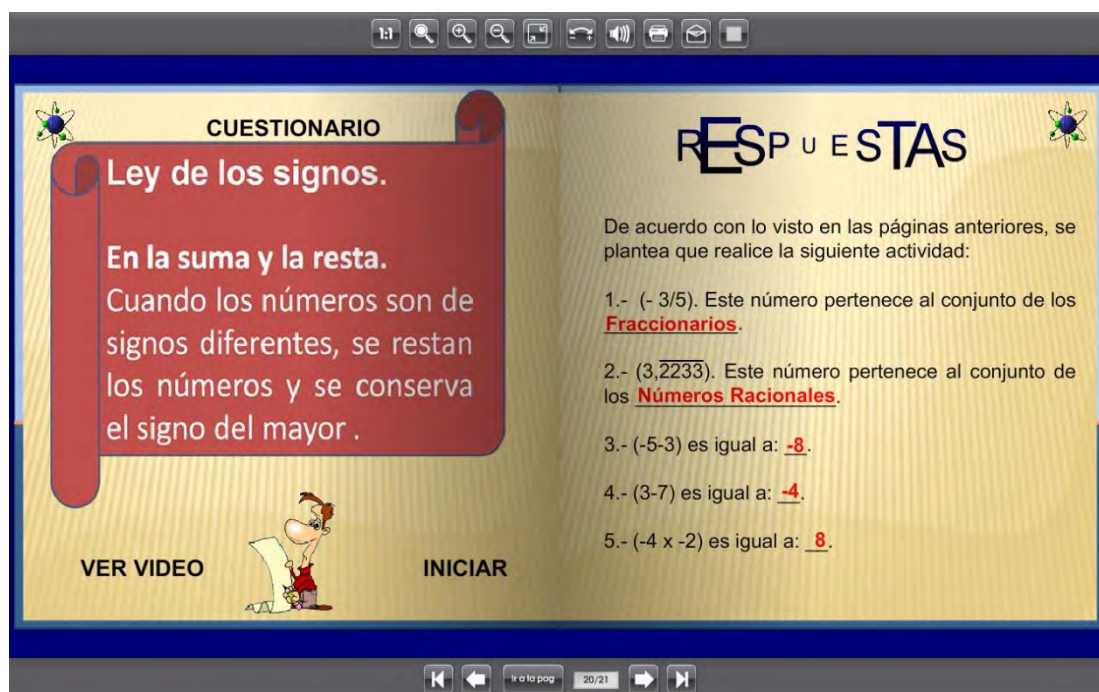 1:1
CUESTIONARIO
Ley de los signos.
En la suma y la resta.
Cuando los números son de
signos diferentes, se restan
los números y se conserva
el signo del mayor .
VER VIDEO
INICIAR
RESPUESTAS
De acuerdo con lo visto en las páginas anteriores, se
plantea que realice la siguiente actividad:
1.- (- 3/5). Este número pertenece al conjunto de los
Fraccionarios.
2.- (3,2233). Este número pertenece al conjunto de
los Números Racionales.
3.- (-5-3) es igual a: -8.
4.- (3-7) es igual a: -4.
5.- (-4 x -2) es igual a: 8.
Ir a la pag
20/21